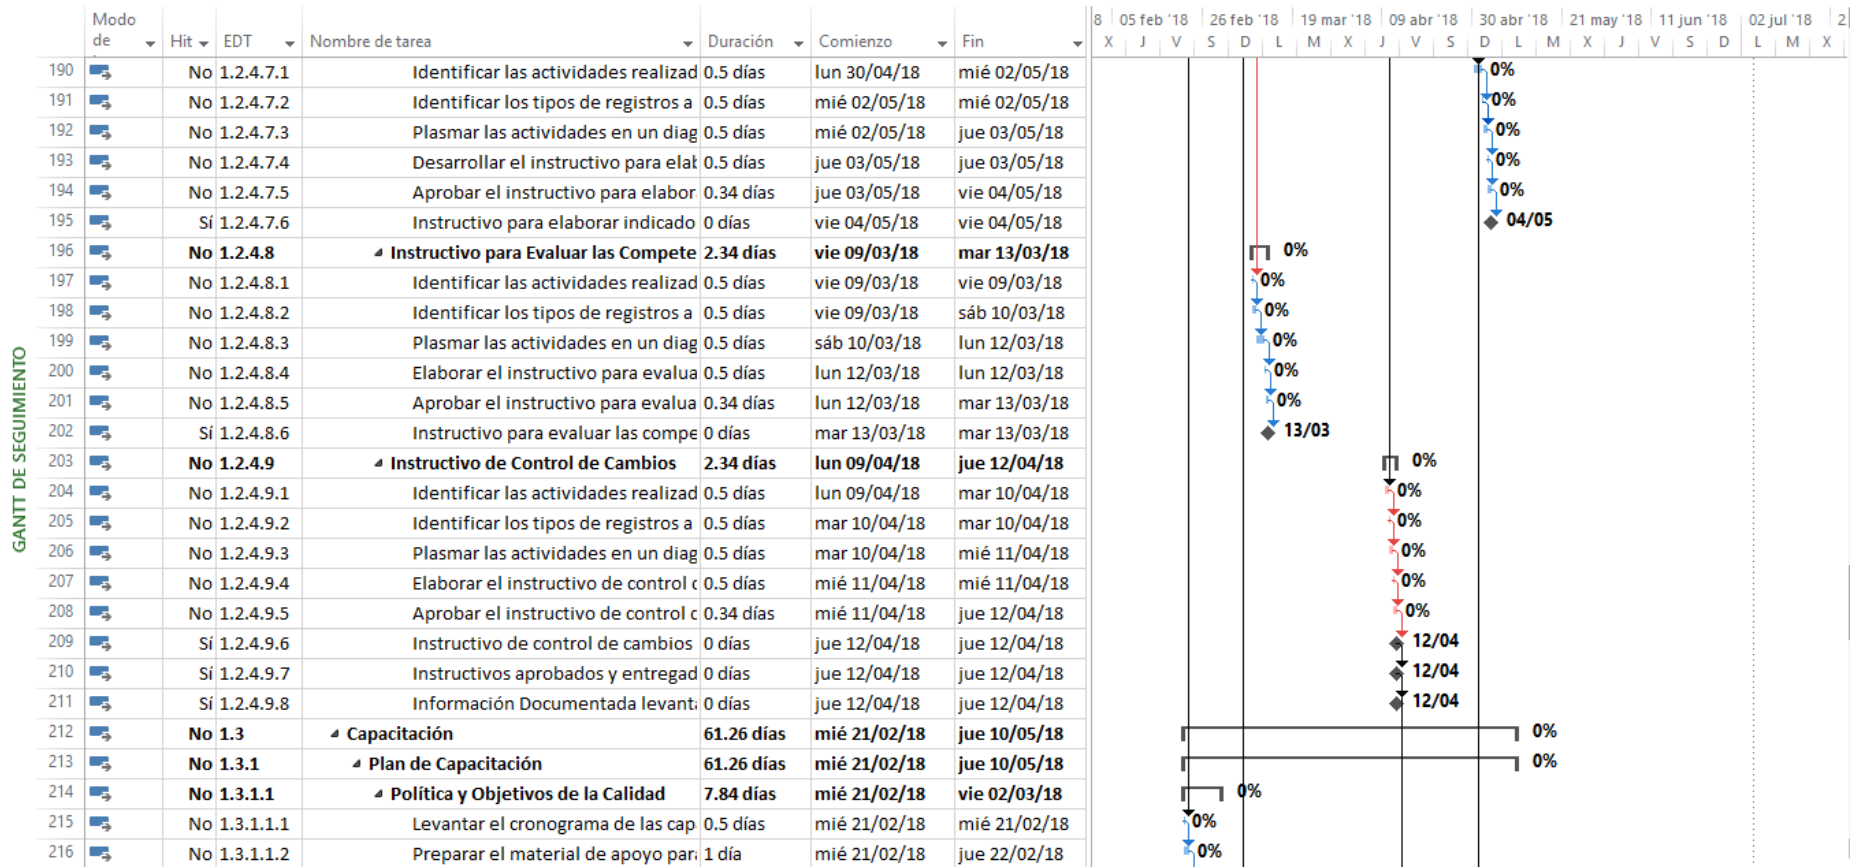 GANTT DE SEGUIMIENTO
Modo de Hit EDT Nombre de tarea Duración Comienzo Fin
8 05 feb '18 26 feb '18 19 mar '18 09 abr '18 30 abr '18 21 may '18 11 jun '18 02 jul '18 2
X J V S D L M X J V S D L M X J V S D L M X
190 No 1.2.4.7.1 Identificar las actividades realizad 0.5 días lun 30/04/18 mié 02/05/18 0%
191 No 1.2.4.7.2 Identificar los tipos de registros a 0.5 días mié 02/05/18 mié 02/05/18 0%
192 No 1.2.4.7.3 Plasmar las actividades en un diag 0.5 días mié 02/05/18 jue 03/05/18 0%
193 No 1.2.4.7.4 Desarrollar el instructivo para elab 0.5 días jue 03/05/18 jue 03/05/18 0%
194 No 1.2.4.7.5 Aprobar el instructivo para elabor 0.34 días jue 03/05/18 vie 04/05/18 0%
195 Sí 1.2.4.7.6 Instructivo para elaborar indicado 0 días vie 04/05/18 vie 04/05/18 04/05
196 No 1.2.4.8 Instructivo para Evaluar las Compete 2.34 días vie 09/03/18 mar 13/03/18 0%
197 No 1.2.4.8.1 Identificar las actividades realizad 0.5 días vie 09/03/18 vie 09/03/18 0%
198 No 1.2.4.8.2 Identificar los tipos de registros a 0.5 días vie 09/03/18 sáb 10/03/18 0%
199 No 1.2.4.8.3 Plasmar las actividades en un diag 0.5 días sáb 10/03/18 lun 12/03/18 0%
200 No 1.2.4.8.4 Elaborar el instructivo para evalua 0.5 días lun 12/03/18 lun 12/03/18 0%
201 No 1.2.4.8.5 Aprobar el instructivo para evalua 0.34 días lun 12/03/18 mar 13/03/18 0%
202 Sí 1.2.4.8.6 Instructivo para evaluar las compe 0 días mar 13/03/18 mar 13/03/18 13/03
203 No 1.2.4.9 Instructivo de Control de Cambios 2.34 días lun 09/04/18 jue 12/04/18 0%
204 No 1.2.4.9.1 Identificar las actividades realizad 0.5 días lun 09/04/18 mar 10/04/18 0%
205 No 1.2.4.9.2 Identificar los tipos de registros a 0.5 días mar 10/04/18 mar 10/04/18 0%
206 No 1.2.4.9.3 Plasmar las actividades en un diag 0.5 días mar 10/04/18 mié 11/04/18 0%
207 No 1.2.4.9.4 Elaborar el instructivo de control c 0.5 días mié 11/04/18 mié 11/04/18 0%
208 No 1.2.4.9.5 Aprobar el instructivo de control c 0.34 días mié 11/04/18 jue 12/04/18 0%
209 Sí 1.2.4.9.6 Instructivo de control de cambios 0 días jue 12/04/18 jue 12/04/18 12/04
210 Sí 1.2.4.9.7 Instructivos aprobados y entregad 0 días jue 12/04/18 jue 12/04/18 12/04
211 Sí 1.2.4.9.8 Información Documentada levanta 0 días jue 12/04/18 jue 12/04/18 12/04
212 No 1.3 Capacitación 61.26 días mié 21/02/18 jue 10/05/18 0%
213 No 1.3.1 Plan de Capacitación 61.26 días mié 21/02/18 jue 10/05/18 0%
214 No 1.3.1.1 Política y Objetivos de la Calidad 7.84 días mié 21/02/18 vie 02/03/18 0%
215 No 1.3.1.1.1 Levantar el cronograma de las cap 0.5 días mié 21/02/18 mié 21/02/18 0%
216 No 1.3.1.1.2 Preparar el material de apoyo para 1 día mié 21/02/18 jue 22/02/18 0%